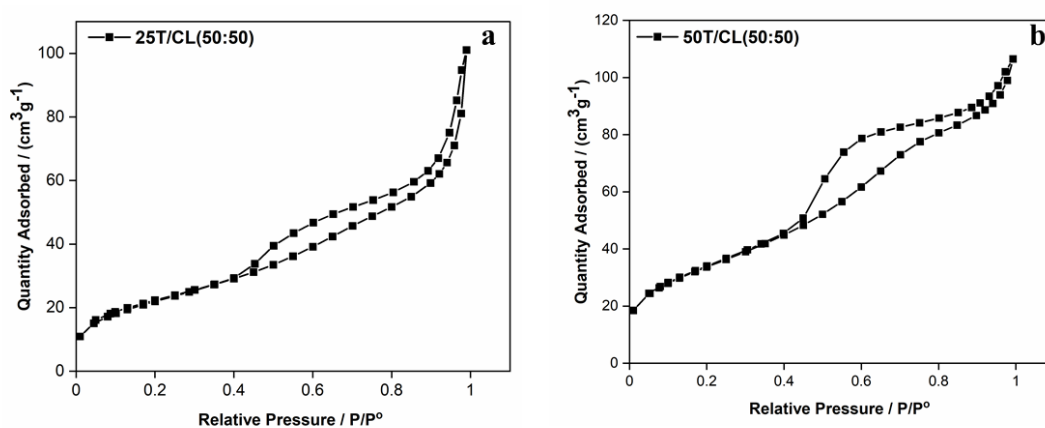 25T/CL(50:50)
a
Quantity Adsorbed / (cm³g⁻¹)
100
80
60
40
20
0
0 0.2 0.4 0.6 0.8 1
Relative Pressure / P/Pº
50T/CL(50:50)
b
Quantity Adsorbed / (cm³g-1)
120
100
80
60
40
20
0
0 0.2 0.4 0.6 0.8 1
Relative Pressure / P/Pº